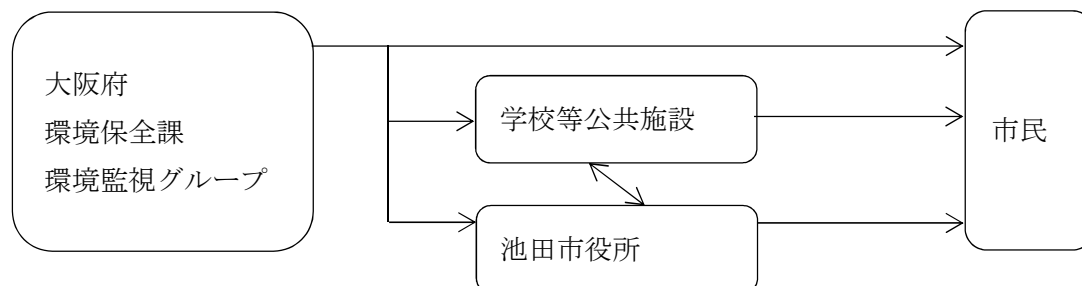 大阪府
環境保全課
環境監視グループ
学校等公共施設
池田市役所
市民